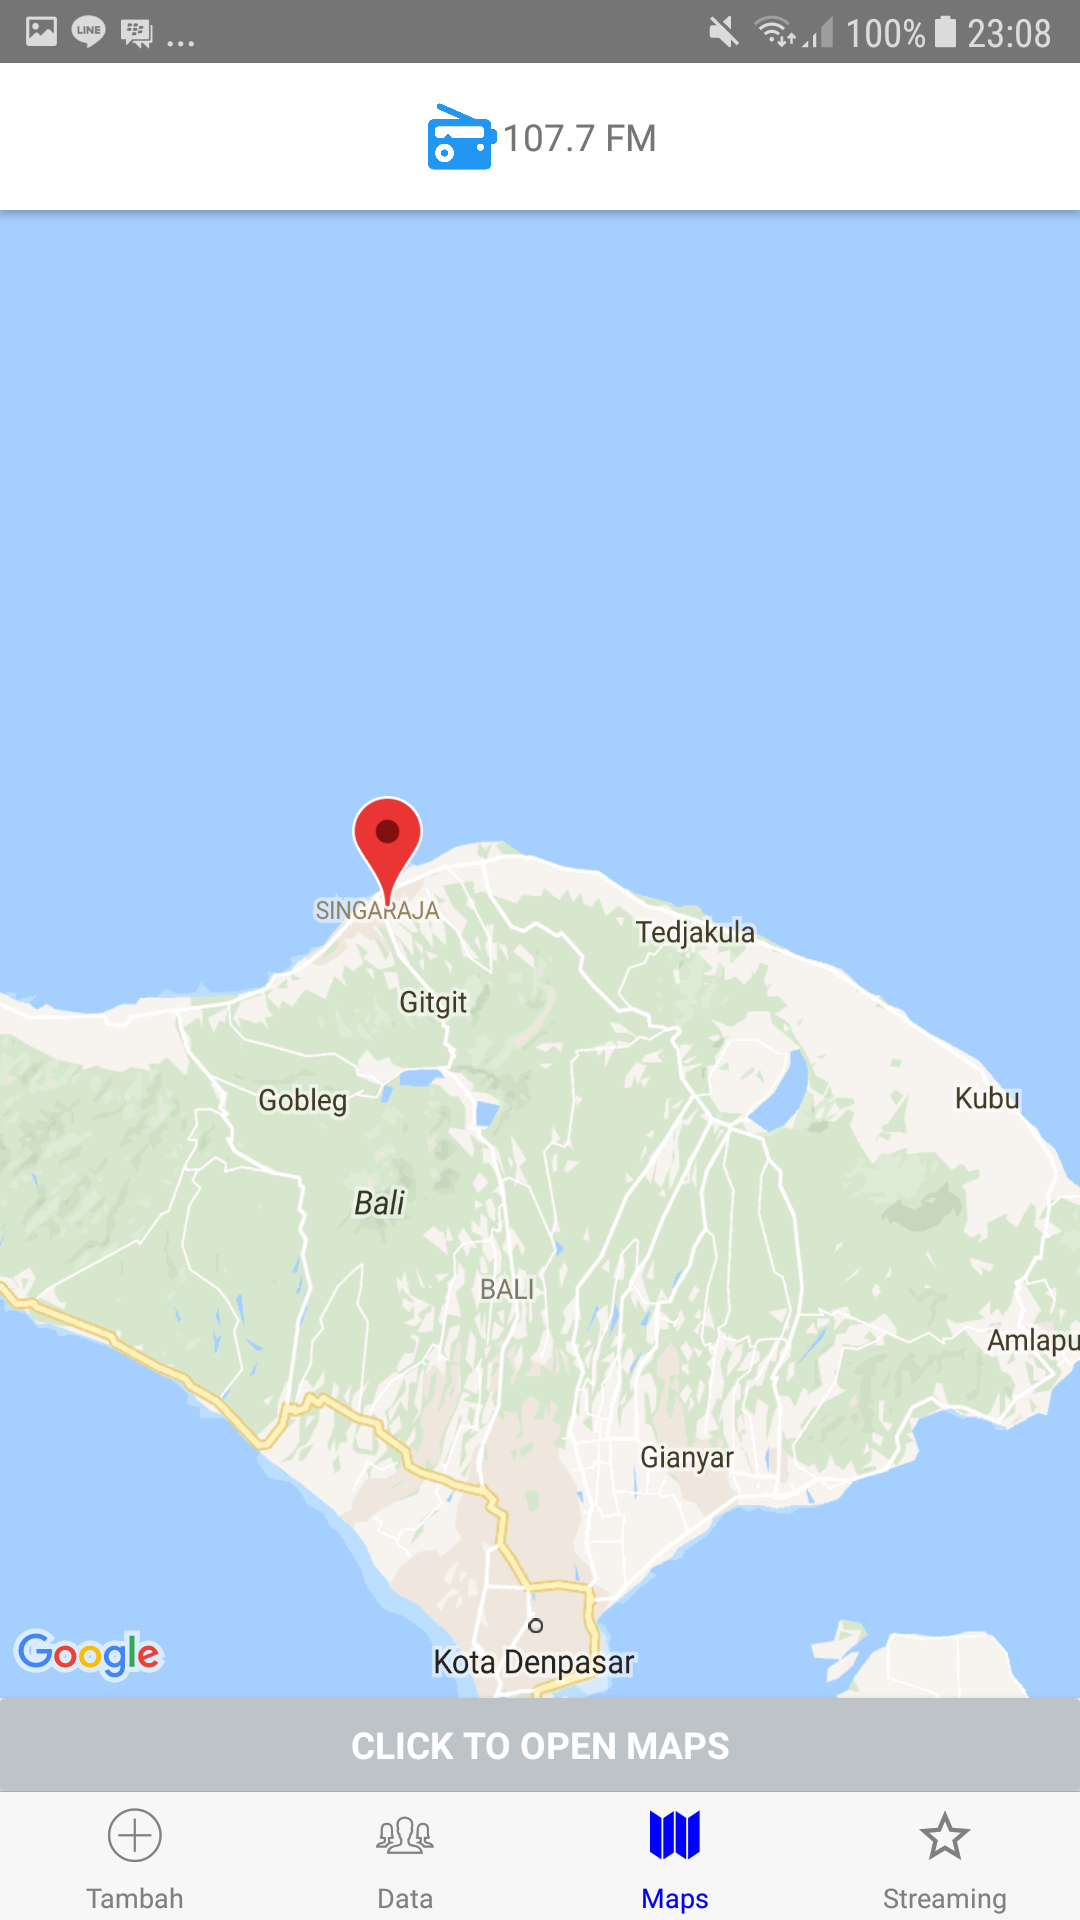 LINE
... 100% 23:08
107.7 FM
SINGARAJA
Tedjakula
Gitgit
Gobleg
Kubu
Bali
BALI
Amlapu
Gianyar
Google
Kota Denpasar
CLICK TO OPEN MAPS
Tambah
Data
Maps
Streaming